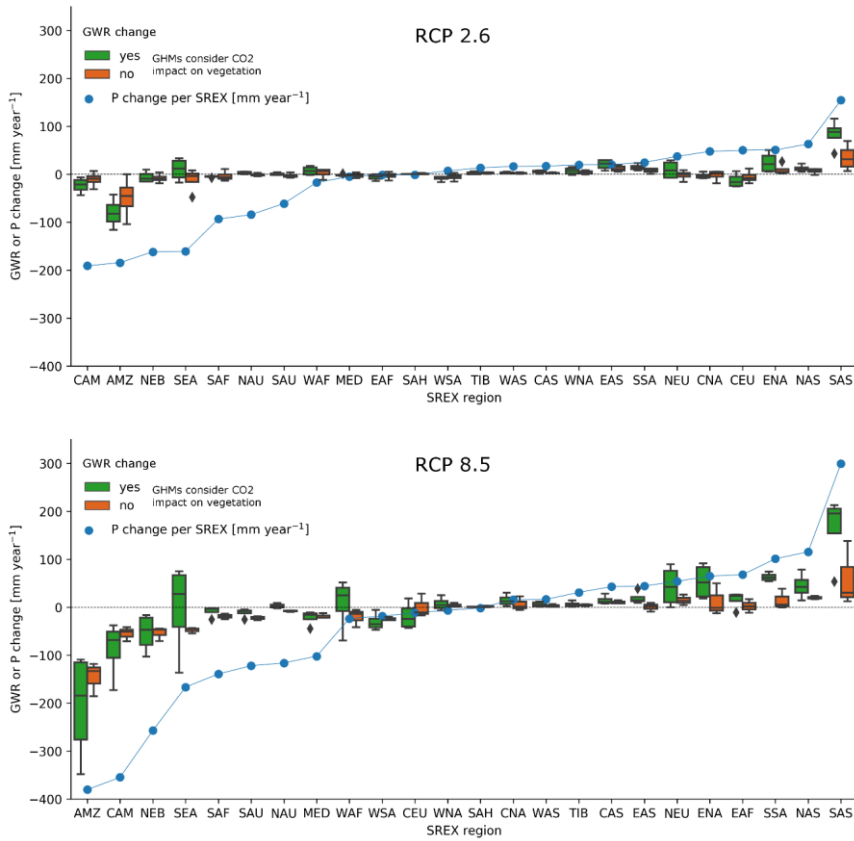 RCP 2.6
GWR change
yes
no
GHMs consider CO2
impact on vegetation
P change per SREX [mm year⁻¹]
GWR or P change [mm year⁻¹]
300
200
100
0
−100
−200
−300
−400
CAM AMZ NEB SEA SAF NAU SAU WAF MED EAF SAH WSA TIB WAS CAS WNA EAS SSA NEU CNA CEU ENA NAS SAS
SREX region
RCP 8.5
GWR change
yes
no
GHMs consider CO2
impact on vegetation
P change per SREX [mm year⁻¹]
GWR or P change [mm year⁻¹]
300
200
100
0
−100
−200
−300
−400
AMZ CAM NEB SEA SAF SAU NAU MED WAF WSA CEU WNA SAH CNA WAS TIB CAS EAS NEU ENA EAF SSA NAS SAS
SREX region